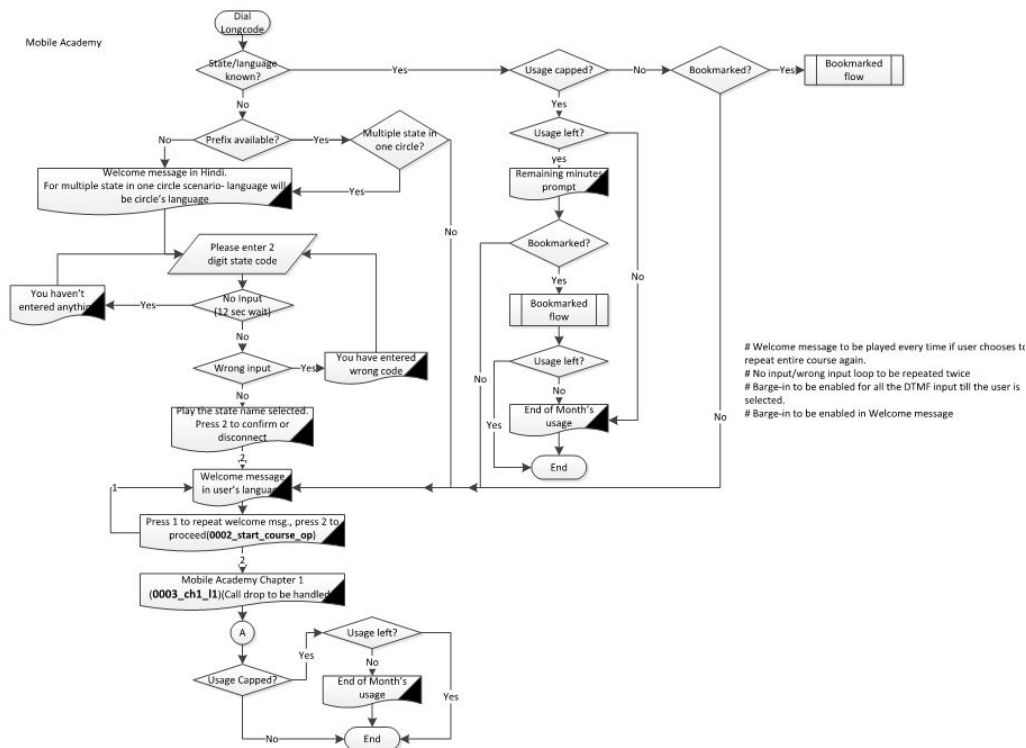 Mobile Academy
Dial
Longcode
State/language
known?
Yes
Usage capped?
No
Bookmarked?
Yes
Bookmarked
flow
No
Yes
Prefix available?
No
Yes
Multiple state in
one circle?
Usage left?
yes
Welcome message in Hindi.
For multiple state in one circle scenario- language will
be circle's language
Yes
Remaining minutes
prompt
No
Please enter 2
digit state code
Bookmarked?
No
Yes
You haven't
entered anything
Yes
No Input
(12 sec wait)
Bookmarked
flow
No
Wrong input
Yes
You have entered
wrong code
Usage left?
No
No
No
Play the state name selected.
Press 2 to confirm or
disconnect
End of Month's
usage
Yes
No
# Welcome message to be played every time if user chooses to
repeat entire course again.
# No input/wrong input loop to be repeated twice
# Barge-in to be enabled for all the DTMF input till the user is
selected.
# Barge-in to be enabled in Welcome message
End
2
Welcome message
in user's language
1
Press 1 to repeat welcome msg., press 2 to
proceed(0002_start_course_op)
2
Mobile Academy Chapter 1
(0003_ch1_l1)(Call drop to be handled
A
Usage Capped?
Yes
Usage left?
No
End of Month's
usage
Yes
No
End